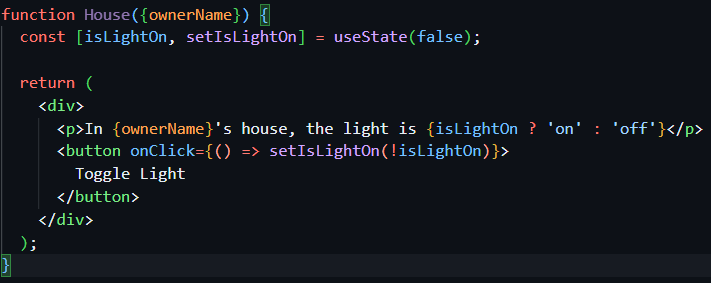 function House({ownerName}) {
  const [isLightOn, setIsLightOn] = useState(false);

  return (
    <div>
      <p>In {ownerName}'s house, the light is {isLightOn ? 'on' : 'off'}</p>
      <button onClick={() => setIsLightOn(!isLightOn)}>
        Toggle Light
      </button>
    </div>
  );
}